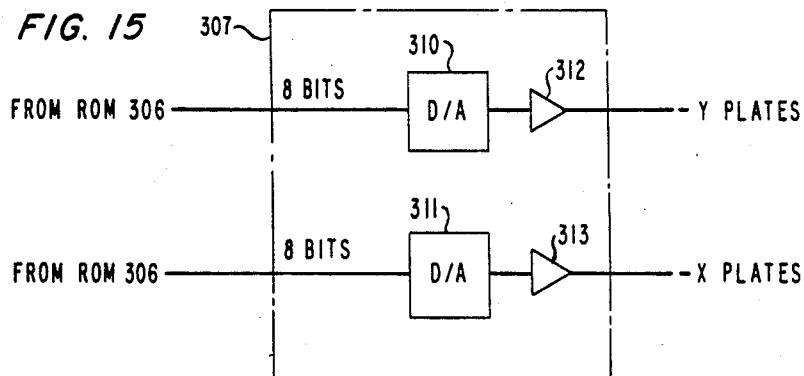 FIG. 15
307
310
312
8 BITS
FROM ROM 306
D/A
Y PLATES
311
313
8 BITS
FROM ROM 306
D/A
X PLATES